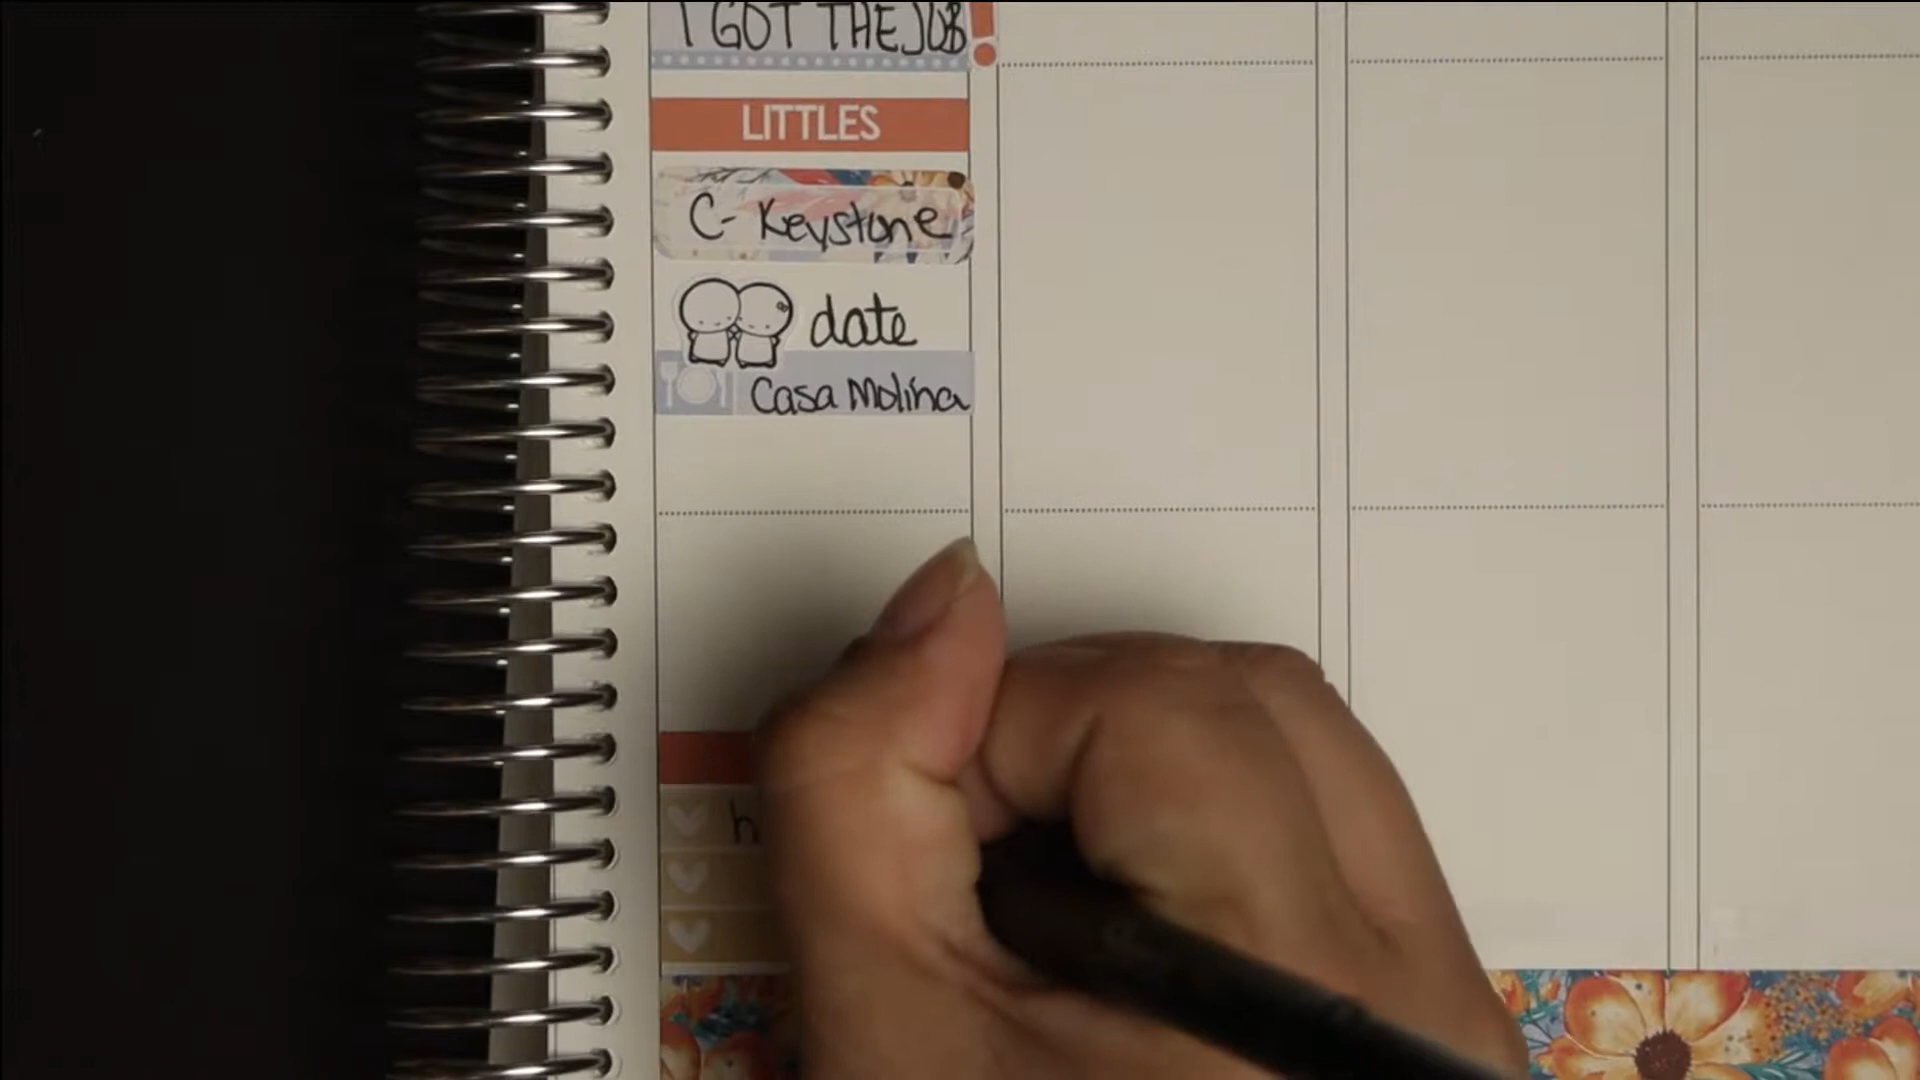 I GOT THE JOB!
LITTLES
C- Keystone
date
Casa Molina